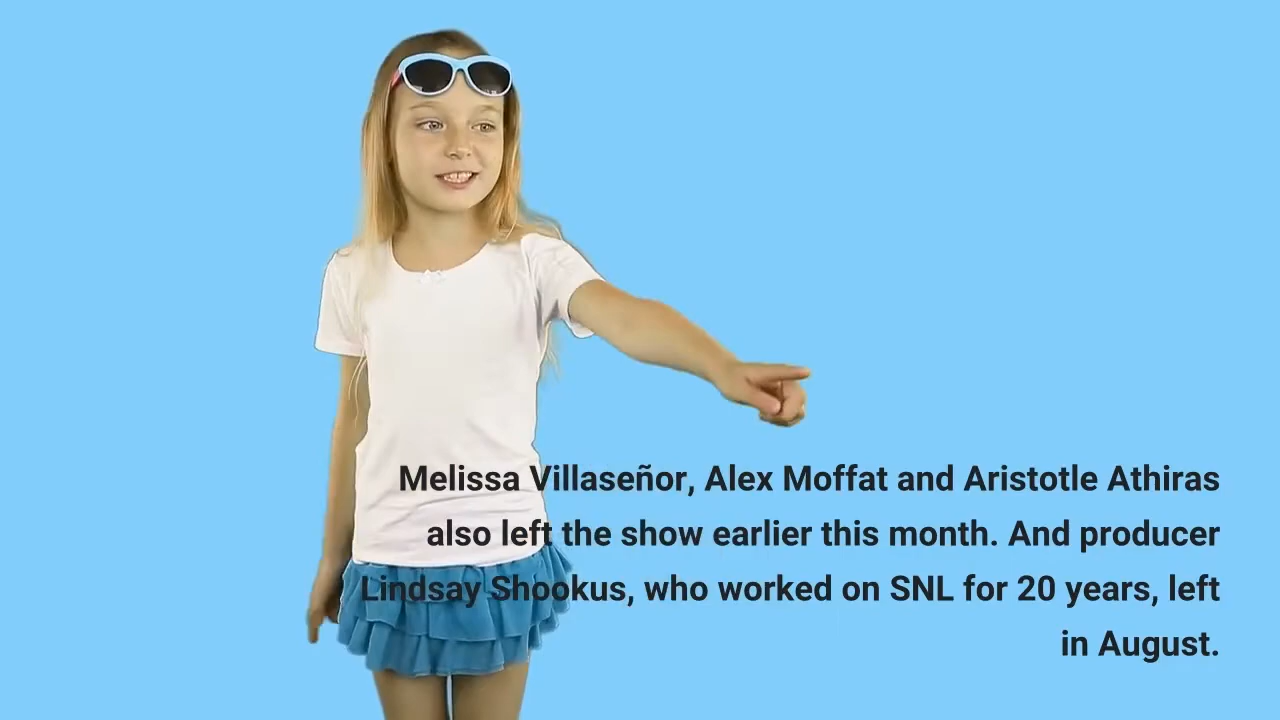 Melissa Villaseñor, Alex Moffat and Aristotle Athiras
also left the show earlier this month. And producer
Lindsay Shookus, who worked on SNL for 20 years, left
in August.